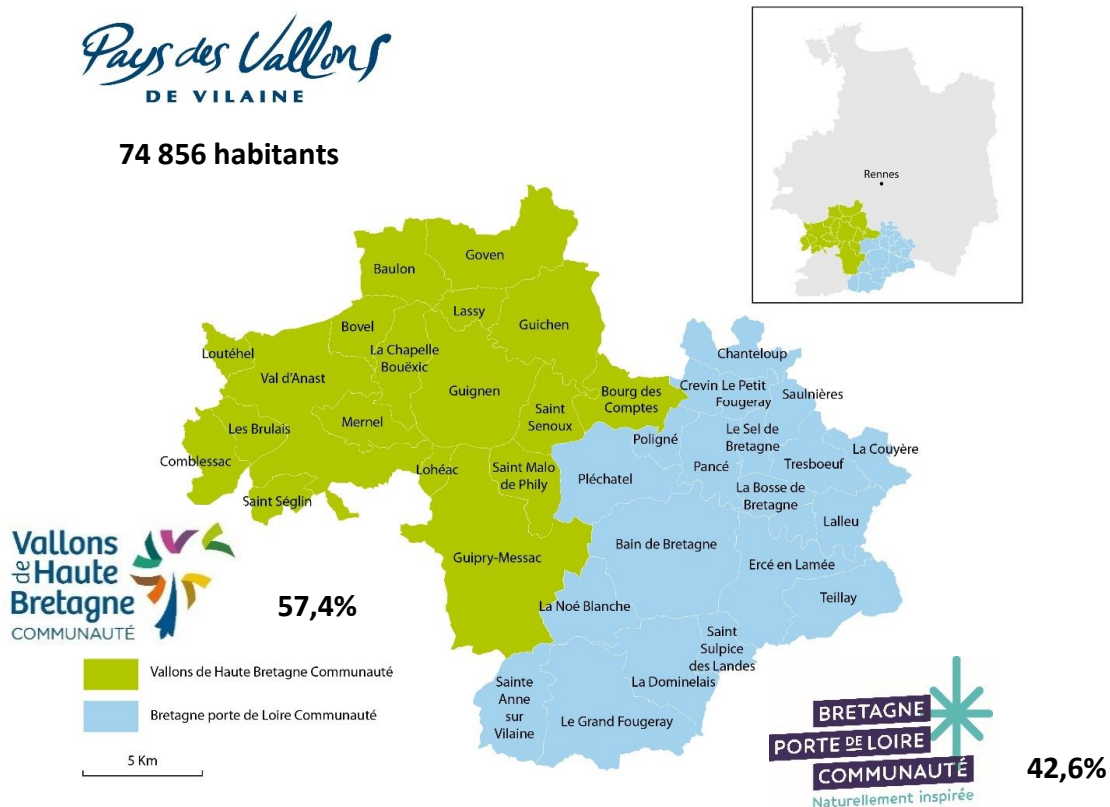 Pays des Vallons
DE VILAINE
74 856 habitants
Rennes
Goven
Baulon
Lassy
Guichen
Bovel
Loutéhel
La Chapelle
Bouëxic
Val d'Anast
Guignen
Bourg des
Comptes
Saint
Senoux
Mernel
Les Brulais
Comblessac
Lohéac
Saint Malo
de Phily
Saint Séglin
Guipry-Messac
Chanteloup
Crevin Le Petit
Fougeray
Saulnières
Poligné
Le Sel de
Bretagne
La Couyère
Pancé
Tresboeuf
Pléchatel
La Bosse de
Bretagne
Lalleu
Bain de Bretagne
Ercé en Lamée
Teillay
La Noé Blanche
Saint
Sulpice
des Landes
Sainte
Anne
sur
Vilaine
La Dominelais
Le Grand Fougeray
Vallons
de Haute
Bretagne
COMMUNAUTÉ
57,4%
Vallons de Haute Bretagne Communauté
Bretagne porte de Loire Communauté
5 Km
BRETAGNE
PORTE DE LOIRE
COMMUNAUTÉ
Naturellement inspirée
42,6%